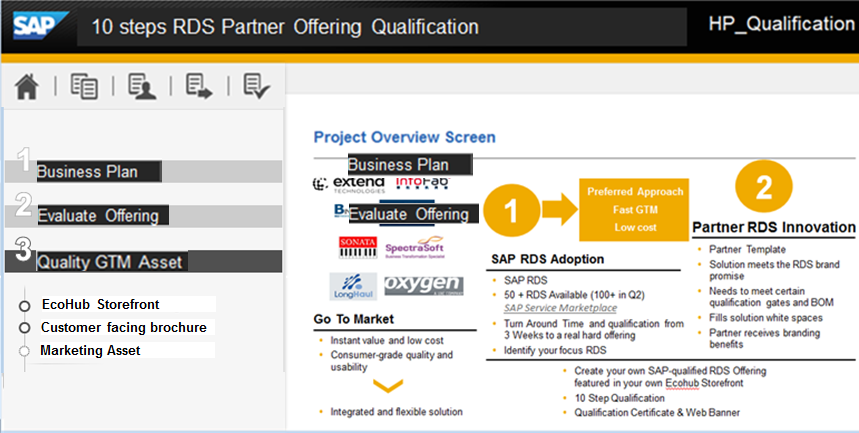 SAP
10 steps RDS Partner Offering Qualification
HP_Qualification
1
Business Plan
2
Evaluate Offering
3
Quality GTM Asset
EcoHub Storefront
Customer facing brochure
Marketing Asset
Project Overview Screen
Business Plan
extend
TECHNOLOGIES
InfoFab
Evaluate Offering
SONATA
SpectraSoft
Business Transformation Specialist
LongHaul
oxygen
Go To Market
Instant value and low cost
Consumer-grade quality and
usability
Integrated and flexible solution
1
Preferred Approach
Fast GTM
Low cost
SAP RDS Adoption
SAP RDS
50 + RDS Available (100+ in Q2)
SAP Service Marketplace
Turn Around Time and qualification from
3 Weeks to a real hard offering
Identify your focus RDS
2
Partner RDS Innovation
Partner Template
Solution meets the RDS brand
promise
Needs to meet certain
qualification gates and BOM
Fills solution white spaces
Partner receives branding
benefits
Create your own SAP-qualified RDS Offering
featured in your own Ecohub Storefront
10 Step Qualification
Qualification Certificate & Web Banner